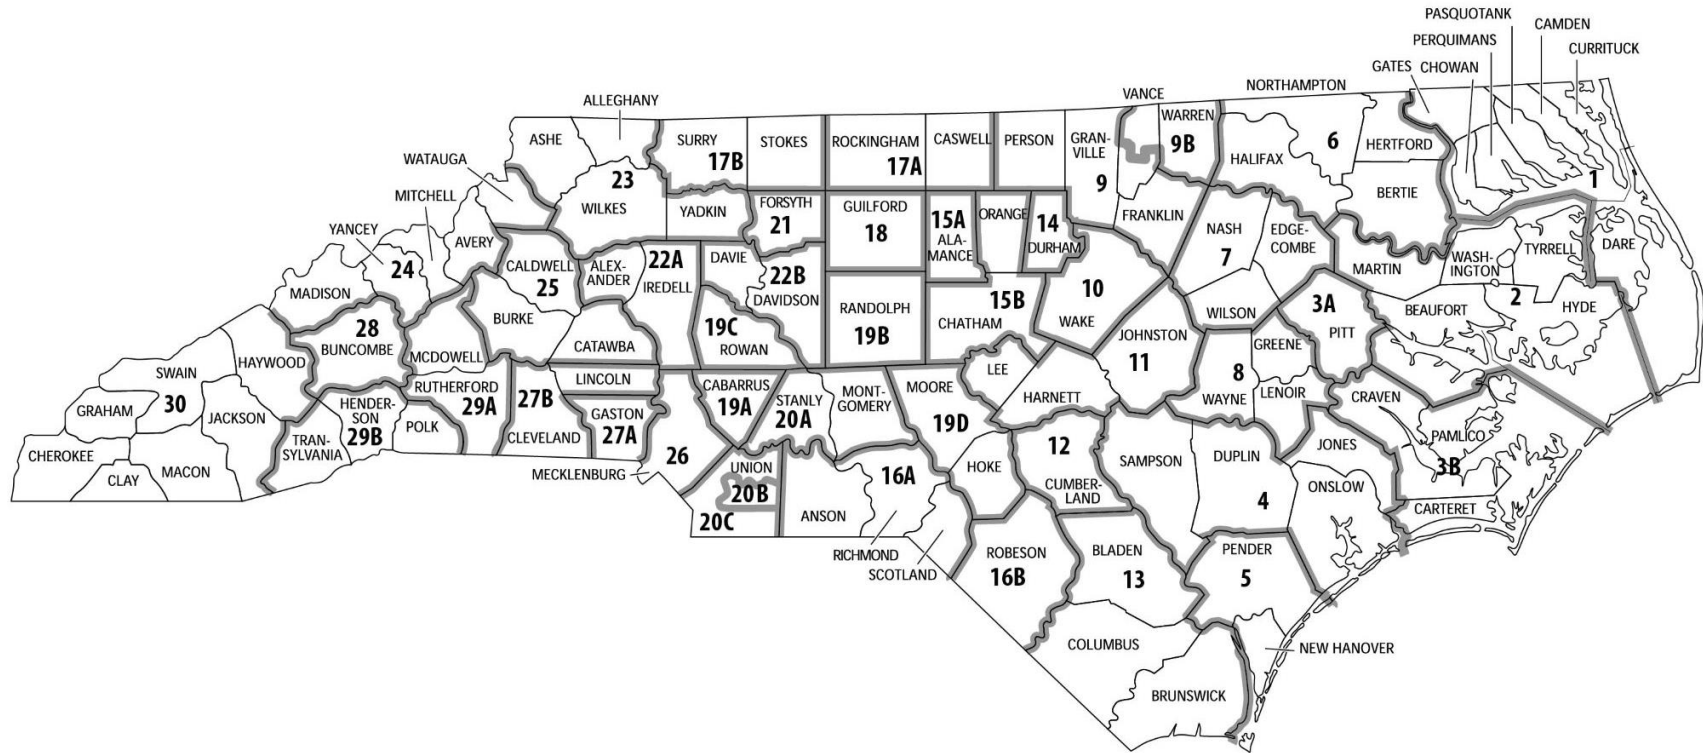 PASQUOTANK
CAMDEN
PERQUIMANS
CURRITUCK
GATES
CHOWAN
NORTHAMPTON
VANCE
ALLEGHANY
WARREN
9B
ASHE
SURRY
17B
STOKES
ROCKINGHAM
17A
CASWELL
PERSON
GRAN-
VILLE
9
HALIFAX
6
HERTFORD
BERTIE
1
WATAUGA
23
WILKES
YADKIN
FORSYTH
21
GUILFORD
18
15A
ALA-
MANCE
ORANGE
14
DURHAM
FRANKLIN
NASH
7
EDGE-
COMBE
MARTIN
WASH-
INGTON
TYRRELL
DARE
MITCHELL
YANCEY
24
AVERY
CALDWELL
25
ALEX-
ANDER
22A
IREDELL
DAVIE
22B
DAVIDSON
RANDOLPH
19B
15B
CHATHAM
10
WAKE
JOHNSTON
11
WILSON
3A
PITT
BEAUFORT
2
HYDE
MADISON
28
BUNCOMBE
BURKE
MCDOWELL
CATAWBA
19C
ROWAN
GREENE
8
WAYNE
LENOIR
CRAVEN
HAYWOOD
SWAIN
30
GRAHAM
JACKSON
CHEROKEE
CLAY
MACON
TRAN-
SYLVANIA
HENDER-
SON
29B
RUTHERFORD
29A
POLK
27B
CLEVELAND
LINCOLN
GASTON
27A
MECKLENBURG
26
CABARRUS
19A
STANLY
20A
MONT-
GOMERY
MOORE
19D
LEE
HARNETT
12
CUMBER-
LAND
SAMPSON
DUPLIN
4
JONES
ONSLOW
PAMLICO
3B
CARTERET
UNION
20B
20C
ANSON
16A
RICHMOND
SCOTLAND
HOKE
ROBESON
16B
BLADEN
13
PENDER
5
COLUMBUS
NEW HANOVER
BRUNSWICK